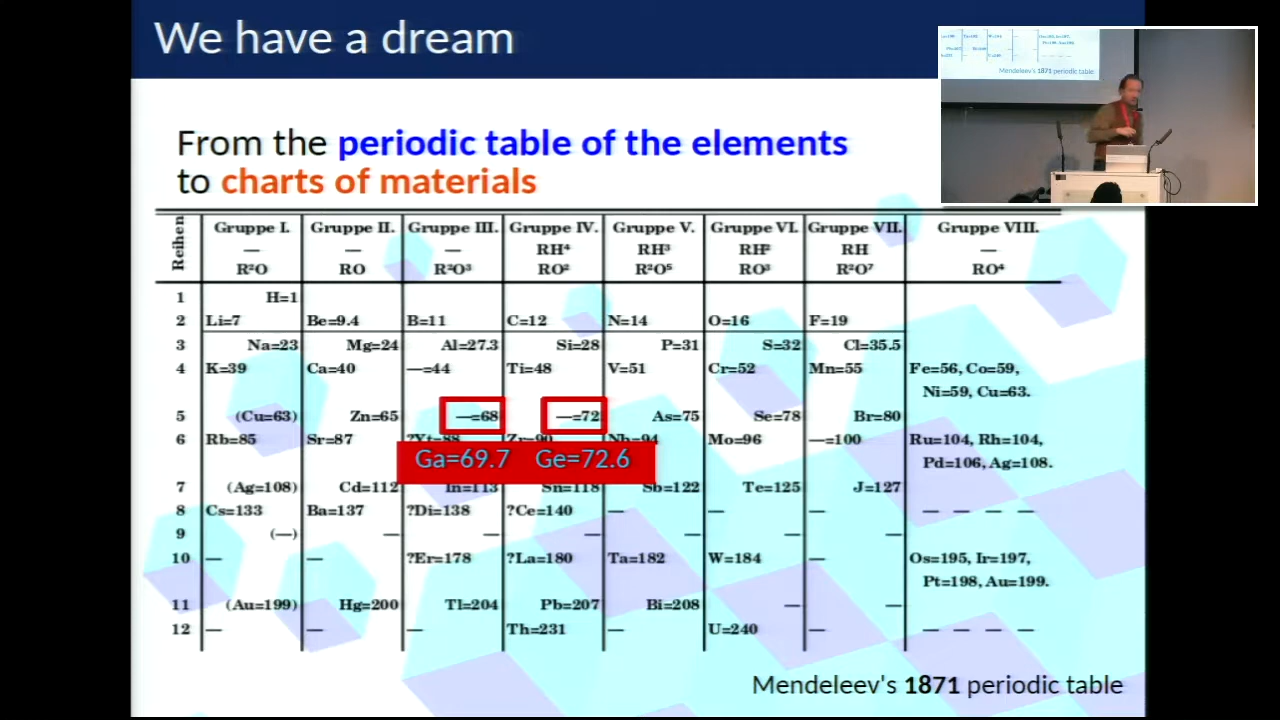 We have a dream
From the periodic table of the elements
to charts of materials
Mendeleev's 1871 periodic table
Reihen Gruppe I. Gruppe II. Gruppe III. Gruppe IV. Gruppe V. Gruppe VI. Gruppe VII. Gruppe VIII.
— — — RH⁴ RH³ RH² RH —
R²O RO R²O³ RO² R²O⁵ RO³ R²O⁷ RO⁴
1 H=1
2 Li=7 Be=9.4 B=11 C=12 N=14 O=16 F=19
3 Na=23 Mg=24 Al=27.3 Si=28 P=31 S=32 Cl=35.5
4 K=39 Ca=40 —=44 Ti=48 V=51 Cr=52 Mn=55 Fe=56, Co=59,
Ni=59, Cu=63.
5 (Cu=63) Zn=65 —=68 —=72 As=75 Se=78 Br=80
6 Rb=85 Sr=87 ?Yt=88 Zr=90 Nb=94 Mo=96 —=100 Ru=104, Rh=104,
Ga=69.7 Ge=72.6 Pd=106, Ag=108.
7 (Ag=108) Cd=112 In=113 Sn=118 Sb=122 Te=125 J=127
8 Cs=133 Ba=137 ?Di=138 ?Ce=140 — — — — — — —
9 (—) — — — — — —
10 — — ?Er=178 ?La=180 Ta=182 W=184 — Os=195, Ir=197,
Pt=198, Au=199.
11 (Au=199) Hg=200 Tl=204 Pb=207 Bi=208 — —
12 — — — Th=231 — U=240 — — — — —
Mendeleev's 1871 periodic table